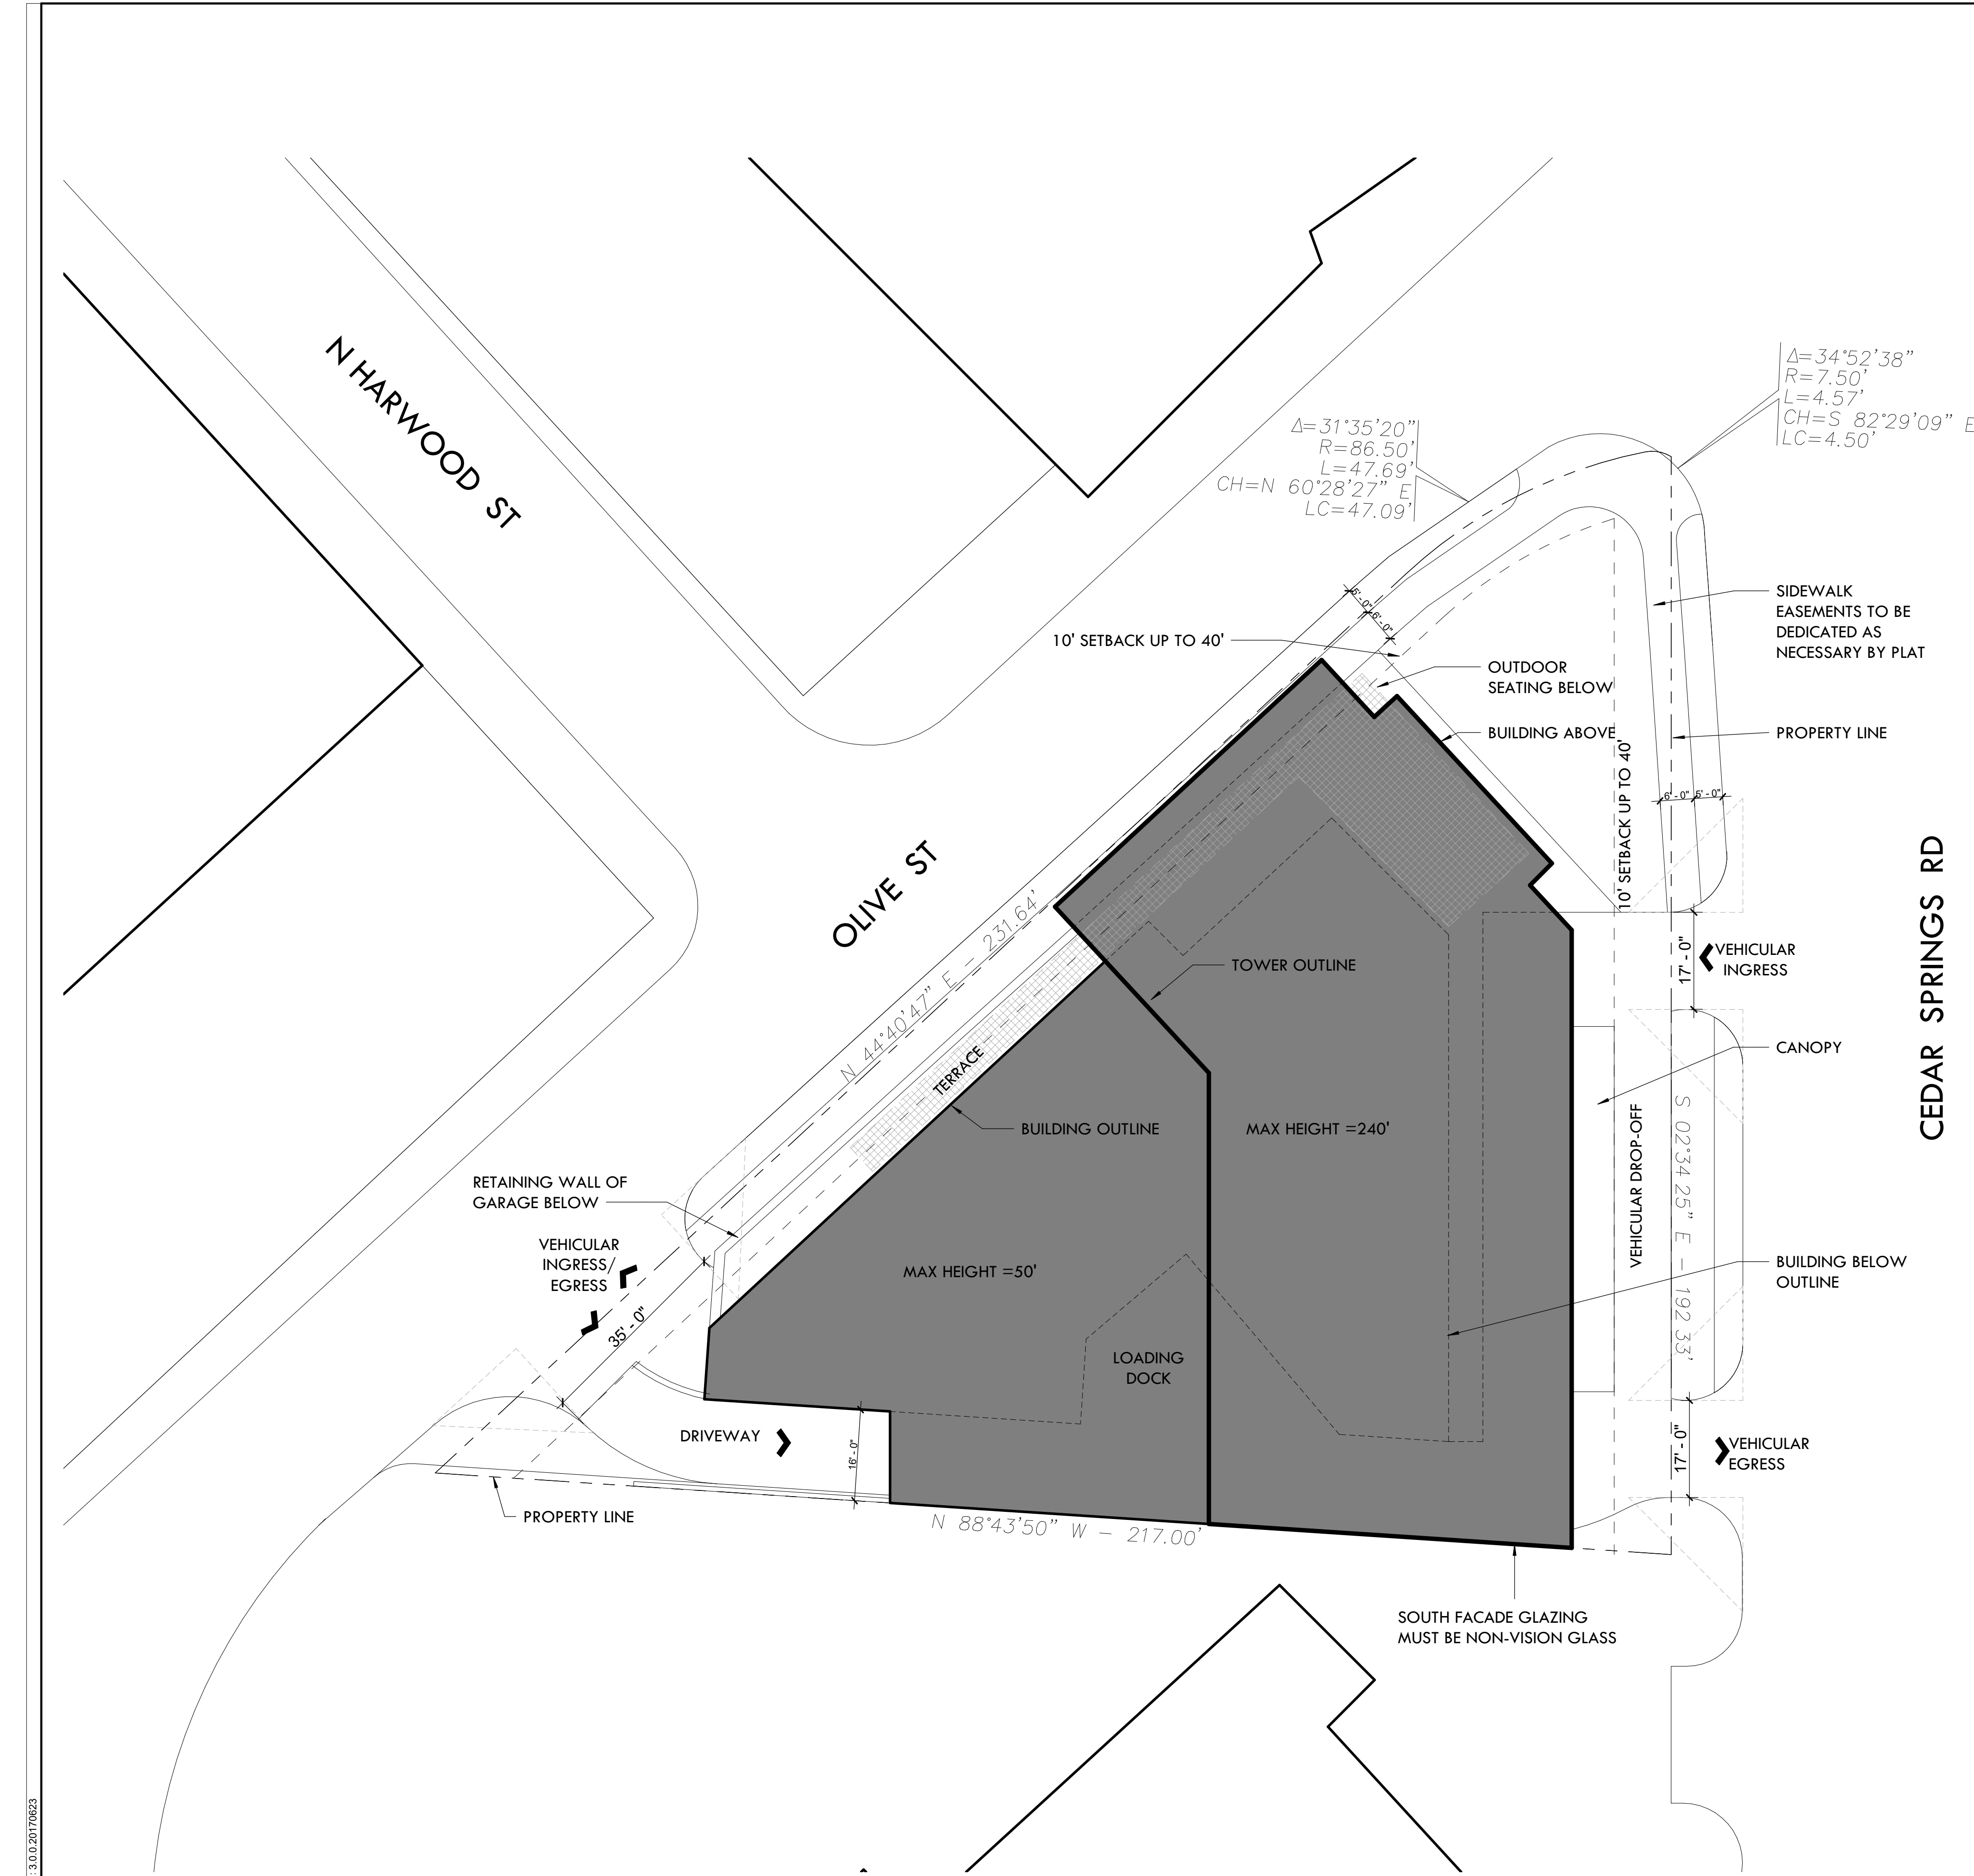 N HARWOOD ST
Δ=34°52'38"
R=7.50'
L=4.57'
CH=S 82°29'09" E
LC=4.50'
Δ=31°35'20"
R=86.50'
L=47.69'
CH=N 60°28'27" E
LC=47.09'
SIDEWALK
EASEMENTS TO BE
DEDICATED AS
NECESSARY BY PLAT
5' - 0"
6' - 0"
10' SETBACK UP TO 40'
OUTDOOR
SEATING BELOW
BUILDING ABOVE
PROPERTY LINE
10' SETBACK UP TO 40'
6' - 0"
5' - 0"
OLIVE ST
CEDAR SPRINGS RD
N 44°40'47" E - 231.64'
17' - 0"
VEHICULAR
INGRESS
TOWER OUTLINE
TERRACE
CANOPY
BUILDING OUTLINE
MAX HEIGHT =240'
VEHICULAR DROP-OFF
S 02°34 25" E - 192 33'
RETAINING WALL OF
GARAGE BELOW
VEHICULAR
INGRESS/
EGRESS
35' - 0"
MAX HEIGHT =50'
BUILDING BELOW
OUTLINE
LOADING
DOCK
DRIVEWAY
16' - 0"
17' - 0"
VEHICULAR
EGRESS
PROPERTY LINE
N 88°43'50" W - 217.00'
SOUTH FACADE GLAZING
MUST BE NON-VISION GLASS
: 3.0.0.20170623